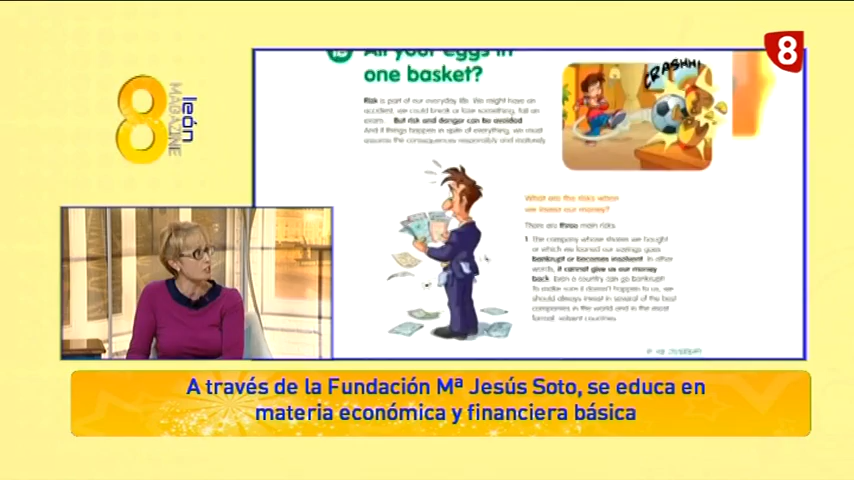 8
8
león
MAGAZINE
All your eggs in
one basket?
CRASHH!
Risk is part of our everyday life. We might have an
accident, we could break or lose something, fail an
exam. But risk and danger can be avoided
And if things happen in spite of everything, we must
assume the consequences responsibly and maturely
What are the risks when
we invest our money?
There are three main risks
1 The company whose shares we bought
or which we loaned our savings goes
bankrupt or becomes insolvent. In other
words, it cannot give us our money
back. Even a country can go bankrupt!
To make sure it doesn't happen to us, we
should always invest in several of the best
companies in the world and in the most
solvent countries
A través de la Fundación Mª Jesús Soto, se educa en
materia económica y financiera básica